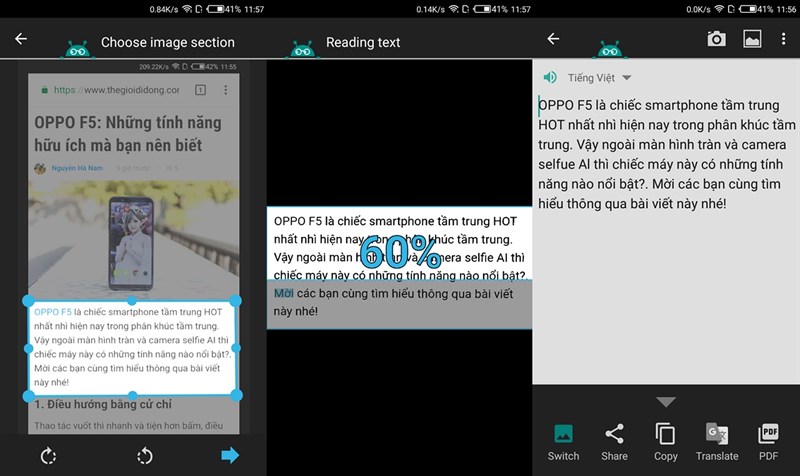 0.84K/s 41% 11:57
Choose image section
209.22K/s 42% 11:55
https://www.thegioididong.con 1
OPPO F5: Những tính năng
hữu ích mà bạn nên biết
Nguyễn Hà Nam 9 giờ trước 5
OPPO F5 là chiếc smartphone tầm trung HOT
nhất nhì hiện nay trong phân khúc tầm trung.
Vậy ngoài màn hình tràn và camera selfie AI thì
chiếc máy này có những tính năng nào nổi bật?.
Mời các bạn cùng tìm hiểu thông qua bài viết
này nhé!
1. Điều hướng bằng cử chỉ
Thao tác vuốt thì nhanh và tiện hơn bấm, điều
0.14K/s 41% 11:57
Reading text
OPPO F5 là chiếc smartphone tầm trung HOT
nhất nhì hiện nay trong phân khúc tầm trung.
60%
Vậy ngoài màn hình tràn và camera selfie AI thì
chiếc máy này có những tính năng nào nổi bật?.
Mời các bạn cùng tìm hiểu thông qua bài viết
này nhé!
0.0K/s 41% 11:56
Tiếng Việt
OPPO F5 là chiếc smartphone tầm trung
HOT nhất nhì hiện nay trong phân khúc tầm
trung. Vậy ngoài màn hình tràn và camera
selfue AI thì chiếc máy này có những tính
năng nào nổi bật?. Mời các bạn cùng tìm
hiểu thông qua bài viết này nhé!
Switch Share Copy Translate PDF